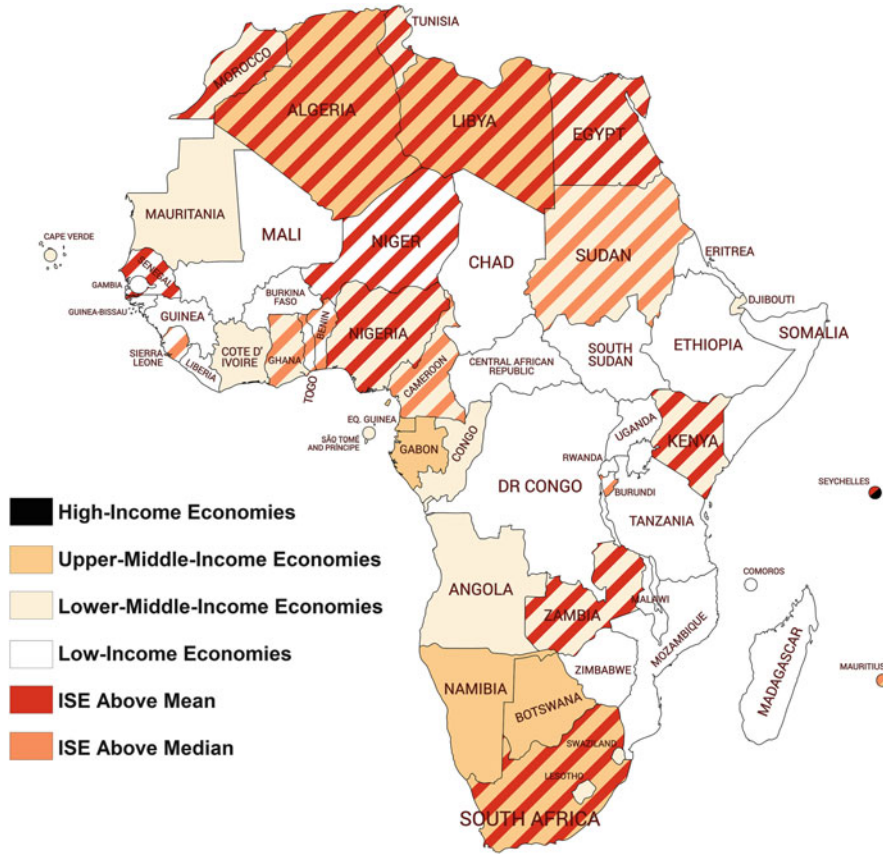 TUNISIA
MOROCCO
ALGERIA
LIBYA
EGYPT
MAURITANIA
CAPE VERDE
MALI
NIGER
CHAD
SUDAN
ERITREA
SENEGAL
GAMBIA
GUINEA-BISSAU
GUINEA
BURKINA
FASO
BENIN
NIGERIA
DJIBOUTI
SOMALIA
SIERRA
LEONE
LIBERIA
COTE D'
IVOIRE
GHANA
TOGO
CAMEROON
CENTRAL AFRICAN
REPUBLIC
SOUTH
SUDAN
ETHIOPIA
EQ. GUINEA
SÃO TOMÉ
AND PRÍNCIPE
GABON
CONGO
UGANDA
KENYA
RWANDA
BURUNDI
DR CONGO
TANZANIA
SEYCHELLES
High-Income Economies
Upper-Middle-Income Economies
Lower-Middle-Income Economies
Low-Income Economies
ISE Above Mean
ISE Above Median
ANGOLA
ZAMBIA
MALAWI
COMOROS
MOZAMBIQUE
ZIMBABWE
MADAGASCAR
MAURITIUS
NAMIBIA
BOTSWANA
SWAZILAND
LESOTHO
SOUTH AFRICA